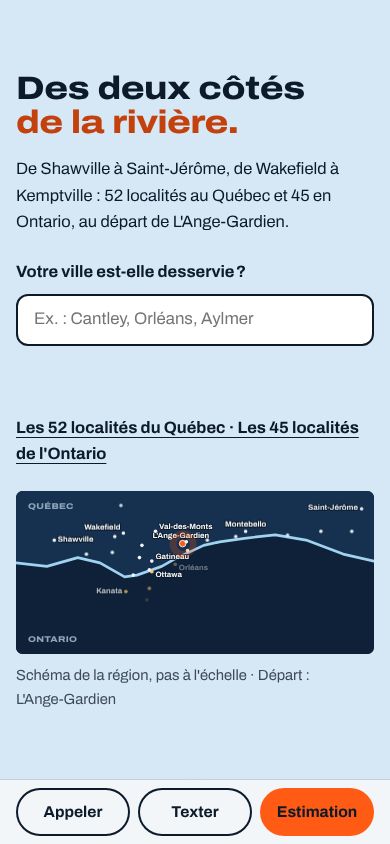 Des deux côtés
de la rivière.
De Shawville à Saint-Jérôme, de Wakefield à
Kemptville : 52 localités au Québec et 45 en
Ontario, au départ de L'Ange-Gardien.
Votre ville est-elle desservie ?
Ex. : Cantley, Orléans, Aylmer
Les 52 localités du Québec · Les 45 localités
de l'Ontario
QUÉBEC
Saint-Jérôme
Wakefield
Val-des-Monts
Montebello
Shawville
L'Ange-Gardien
Gatineau
Orléans
Ottawa
Kanata
ONTARIO
Schéma de la région, pas à l'échelle · Départ :
L'Ange-Gardien
Appeler
Texter
Estimation